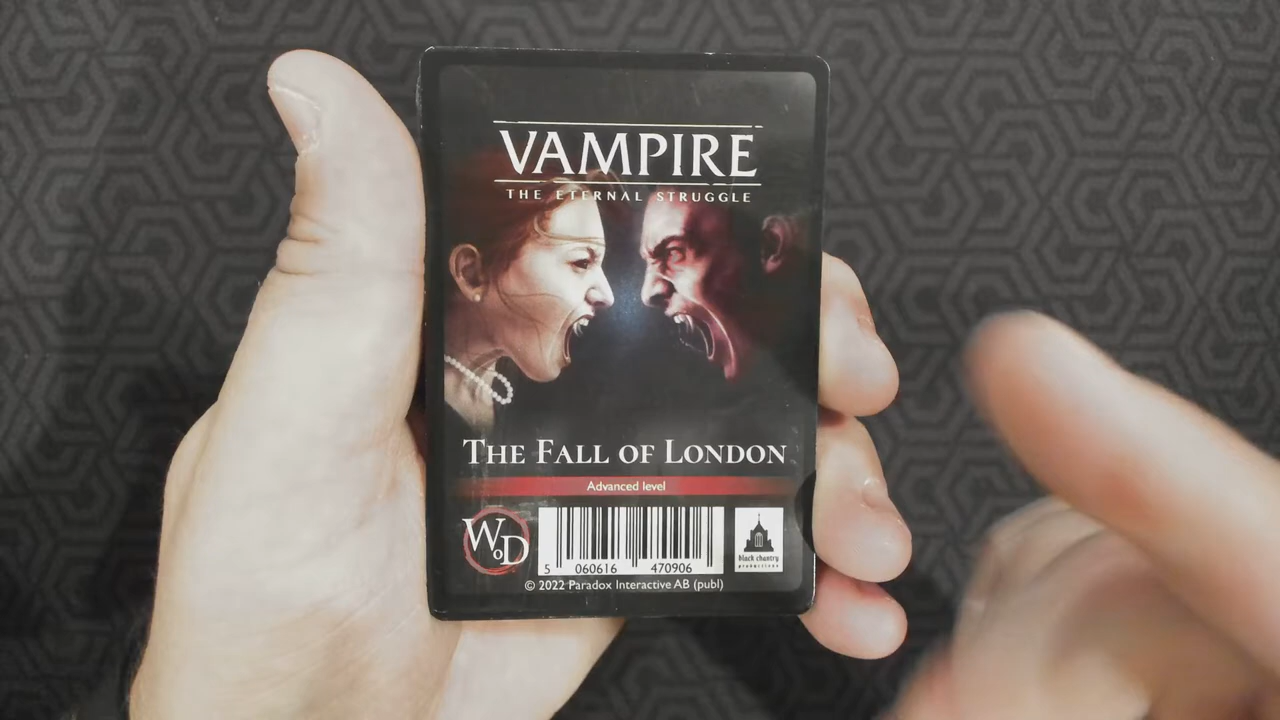 VAMPIRE
THE ETERNAL STRUGGLE
THE FALL OF LONDON
Advanced level
WoD
5 060616 470906
black chantry
productions
© 2022 Paradox Interactive AB (publ)